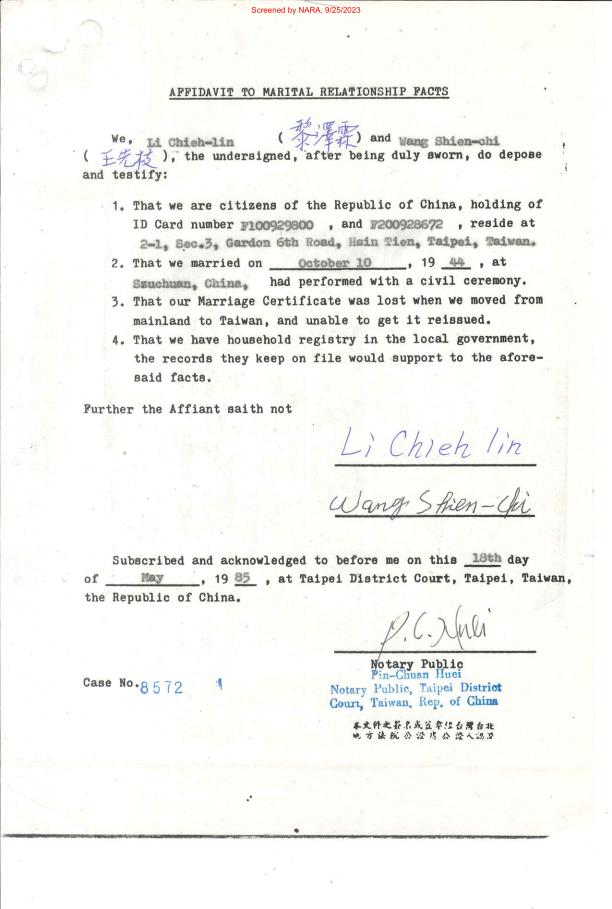 Screened by NARA, 9/25/2023
AFFIDAVIT TO MARITAL RELATIONSHIP FACTS
We, Li Chieh-lin (黎澤霖) and Wang Shien-chi
(王先枝), the undersigned, after being duly sworn, do depose
and testify:
1. That we are citizens of the Republic of China, holding of
ID Card number F100929800 , and F200928672 , reside at
2-1, Sec.3, Gardon 6th Road, Hsin Tien, Taipei, Taiwan.
2. That we married on October 10 , 19 44 , at
Szuchuan, China, had performed with a civil ceremony.
3. That our Marriage Certificate was lost when we moved from
mainland to Taiwan, and unable to get it reissued.
4. That we have household registry in the local government,
the records they keep on file would support to the afore-
said facts.
Further the Affiant saith not
Li Chieh lin
Wang Shien-chi
Subscribed and acknowledged to before me on this 18th day
of May , 19 85 , at Taipei District Court, Taipei, Taiwan,
the Republic of China.
P.C. Huei
Notary Public
Case No. 8572
Pin-Chuan Huei
Notary Public, Taipei District
Court, Taiwan, Rep. of China
本文件之簽名或蓋章經台灣台北
地方法院公證處公證人認證